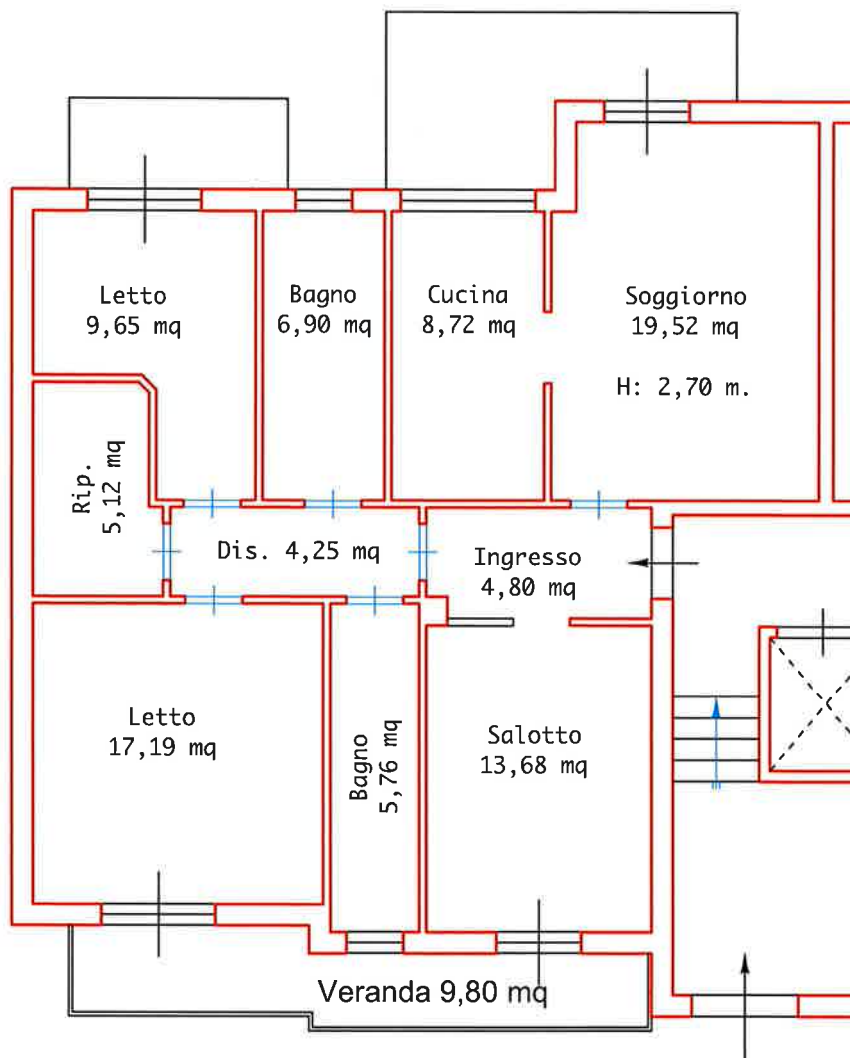 Letto
9,65 mq
Bagno
6,90 mq
Cucina
8,72 mq
Soggiorno
19,52 mq
H: 2,70 m.
Rip.
5,12 mq
Dis. 4,25 mq
Ingresso
4,80 mq
Letto
17,19 mq
Bagno
5,76 mq
Salotto
13,68 mq
Veranda 9,80 mq